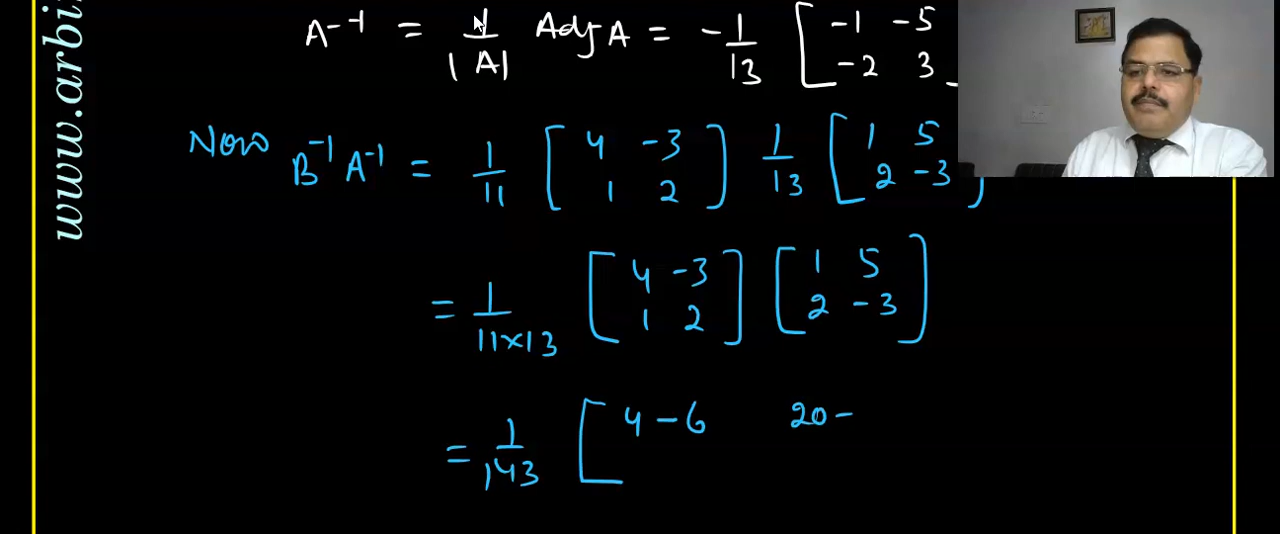 www.arbi
A⁻¹ = 1/|A| Adj A = -1/13 [ -1 -5
-2 3
Now B⁻¹ A⁻¹ = 1/11 [ 4 -3 ] 1/13 [ 1 5
1 2 2 -3 ]
= 1/11×13 [ 4 -3 ] [ 1 5 ]
1 2 2 -3
= 1/143 [ 4 - 6 20 -